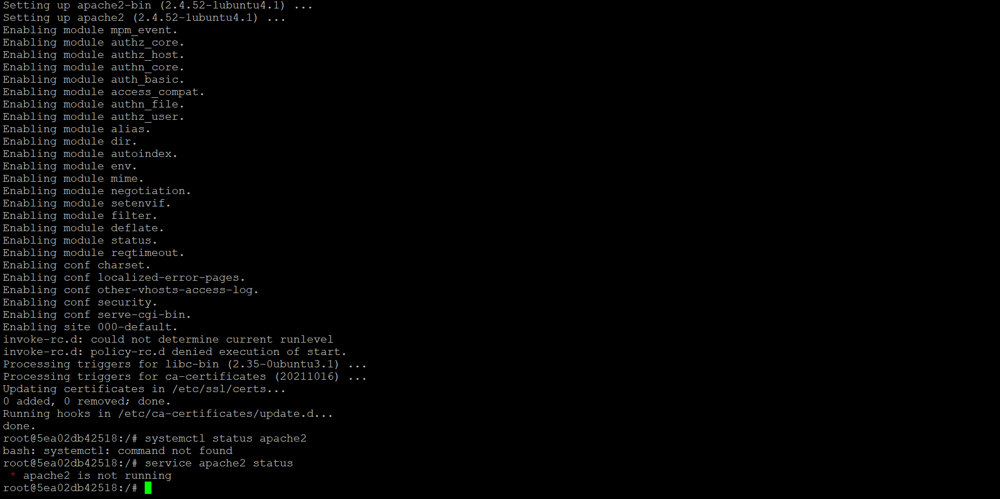 Setting up apache2-bin (2.4.52-1ubuntu4.1) ...
Setting up apache2 (2.4.52-1ubuntu4.1) ...
Enabling module mpm_event.
Enabling module authz_core.
Enabling module authz_host.
Enabling module authn_core.
Enabling module auth_basic.
Enabling module access_compat.
Enabling module authn_file.
Enabling module authz_user.
Enabling module alias.
Enabling module dir.
Enabling module autoindex.
Enabling module env.
Enabling module mime.
Enabling module negotiation.
Enabling module setenvif.
Enabling module filter.
Enabling module deflate.
Enabling module status.
Enabling module reqtimeout.
Enabling conf charset.
Enabling conf localized-error-pages.
Enabling conf other-vhosts-access-log.
Enabling conf security.
Enabling conf serve-cgi-bin.
Enabling site 000-default.
invoke-rc.d: could not determine current runlevel
invoke-rc.d: policy-rc.d denied execution of start.
Processing triggers for libc-bin (2.35-0ubuntu3.1) ...
Processing triggers for ca-certificates (20211016) ...
Updating certificates in /etc/ssl/certs...
0 added, 0 removed; done.
Running hooks in /etc/ca-certificates/update.d...
done.
root@5ea02db42518:/# systemctl status apache2
bash: systemctl: command not found
root@5ea02db42518:/# service apache2 status
 * apache2 is not running
root@5ea02db42518:/#